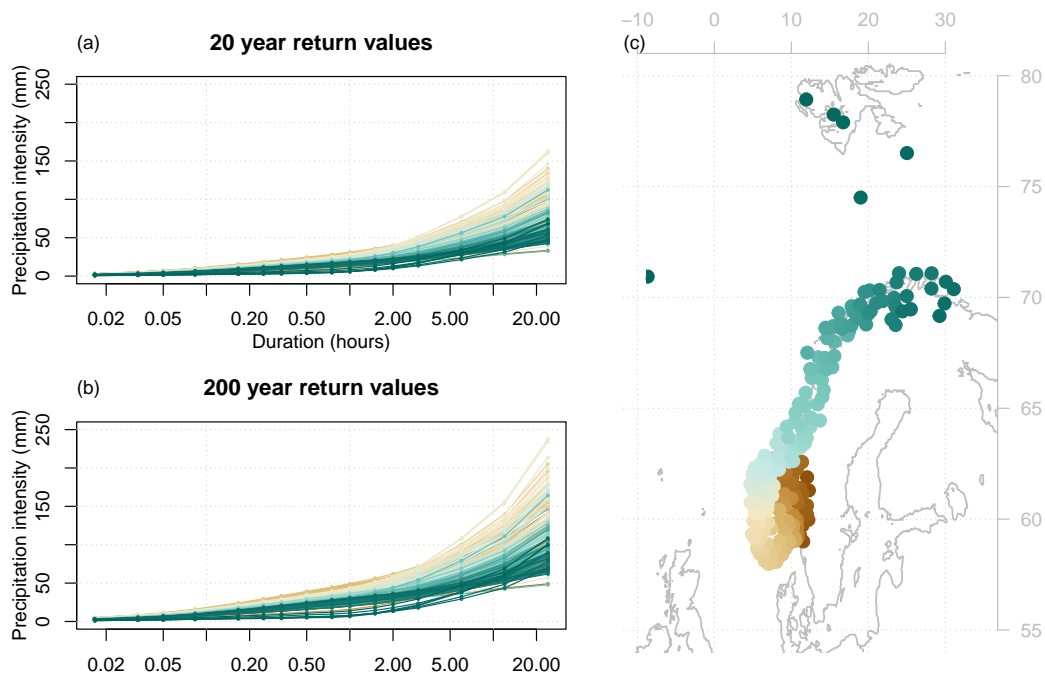 (a) 20 year return values
Precipitation intensity (mm)
250
150
50
0
0.02 0.05 0.20 0.50 2.00 5.00 20.00
Duration (hours)
(b) 200 year return values
Precipitation intensity (mm)
250
150
50
0
0.02 0.05 0.20 0.50 2.00 5.00 20.00
−10 0 10 20 30
(c)
80
75
70
65
60
55